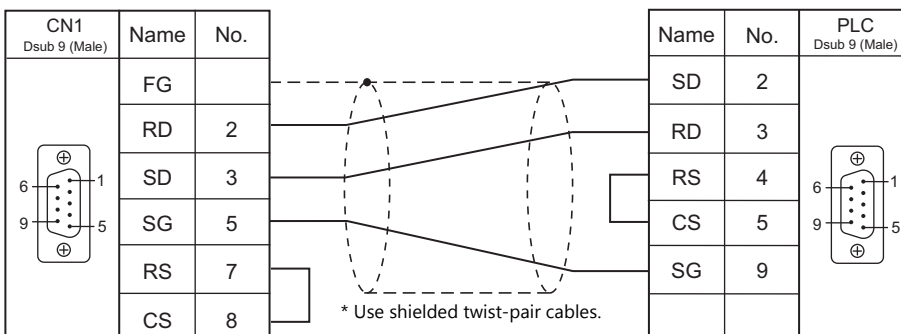 CN1
Dsub 9 (Male)
Name No.
FG
RD 2
SD 3
SG 5
RS 7
CS 8
6 1
9 5
* Use shielded twist-pair cables.
Name No.
PLC
Dsub 9 (Male)
SD 2
RD 3
RS 4
CS 5
SG 9
6 1
9 5